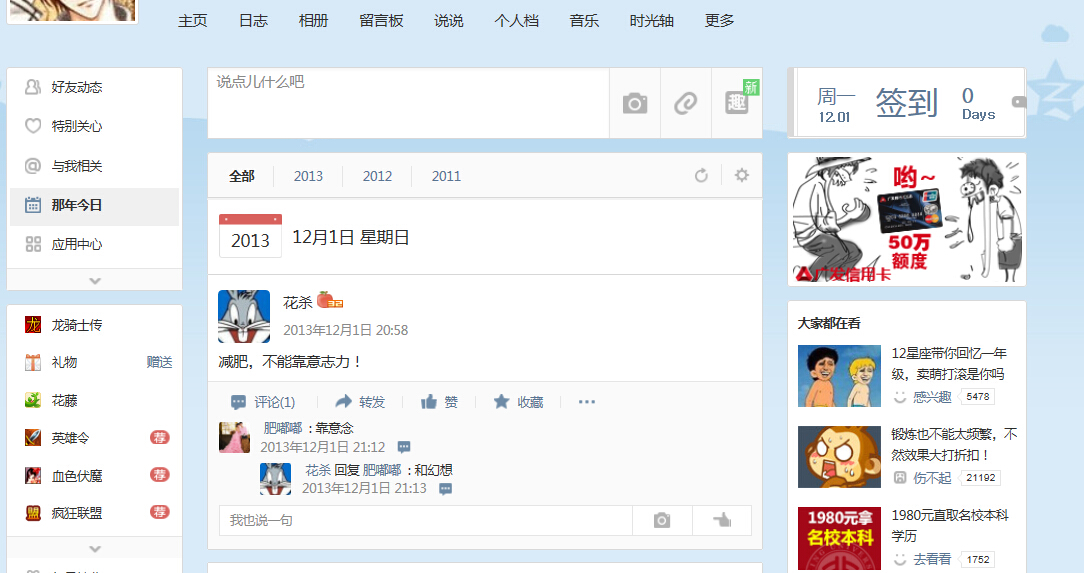 主页 日志 相册 留言板 说说 个人档 音乐 时光轴 更多
好友动态
特别关心
与我相关
那年今日
应用中心
龙骑士传
礼物 赠送
花藤
英雄令 荐
血色伏魔 荐
疯狂联盟 荐
说点儿什么吧
新
趣
全部 2013 2012 2011
2013 12月1日 星期日
花杀
2013年12月1日 20:58
减肥，不能靠意志力！
评论(1) 转发 赞 收藏
肥嘟嘟 ：靠意念
2013年12月1日 21:12
花杀 回复 肥嘟嘟 ：和幻想
2013年12月1日 21:13
我也说一句
周一 签到 0
12.01 Days
哟~
50万
额度
广发信用卡
大家都在看
12星座带你回忆一年
级，卖萌打滚是你吗
感兴趣 5478
锻炼也不能太频繁，不
然效果大打折扣！
伤不起 21192
1980元拿
名校本科
1980元直取名校本科
学历
去看看 1752